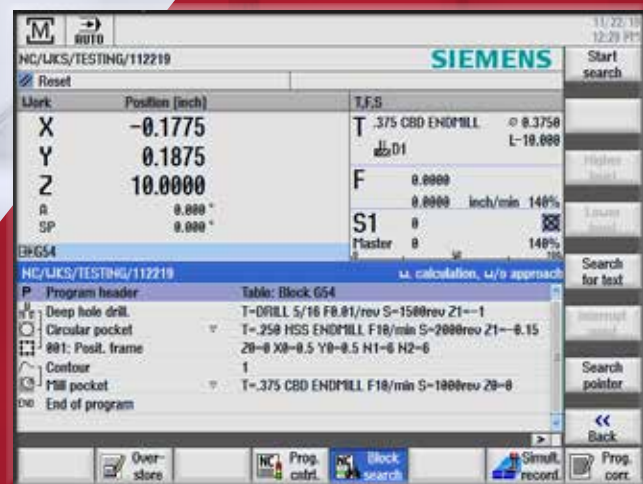 11/22/1
12:29 PM
M
AUTO
NC/WKS/TESTING/112219
SIEMENS
Start search
Reset
Work Position [inch] T,F,S
X -0.1775
T .375 CBD ENDMILL ø 0.3750
D1 L-10.000
Y 0.1875
Z 10.0000
F 0.0000
0.0000 inch/min 140%
A 0.000 °
SP 0.000 °
S1 0
Master 0 140%
G54
Higher level
Lower level
Search for text
NC/WKS/TESTING/112219 w. calculation, w/o approach
P Program header Table: Block G54
Deep hole drill. T=DRILL 5/16 F0.01/rev S=1500rev Z1=-1
Circular pocket T=.250 HSS ENDMILL F10/min S=2000rev Z1=-0.15
001: Posit. frame Z0=0 X0=0.5 Y0=0.5 N1=6 N2=6
Contour 1
Mill pocket T=.375 CBD ENDMILL F10/min S=1000rev Z0=0
END End of program
Search pointer
Back
Over- store
NC Prog. cntrl.
NC Block search
Simult. record.
Prog. corr.